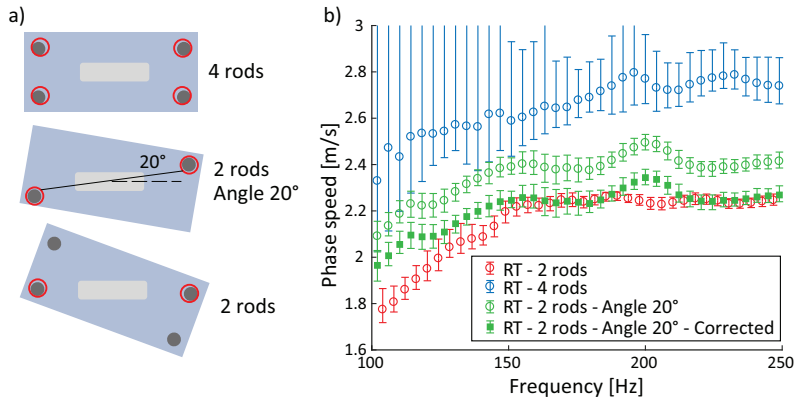 a)
4 rods
20°
2 rods
Angle 20°
2 rods
b)
3
2.8
2.6
2.4
2.2
2
1.8
1.6
Phase speed [m/s]
RT - 2 rods
RT - 4 rods
RT - 2 rods - Angle 20°
RT - 2 rods - Angle 20° - Corrected
100
150
200
250
Frequency [Hz]